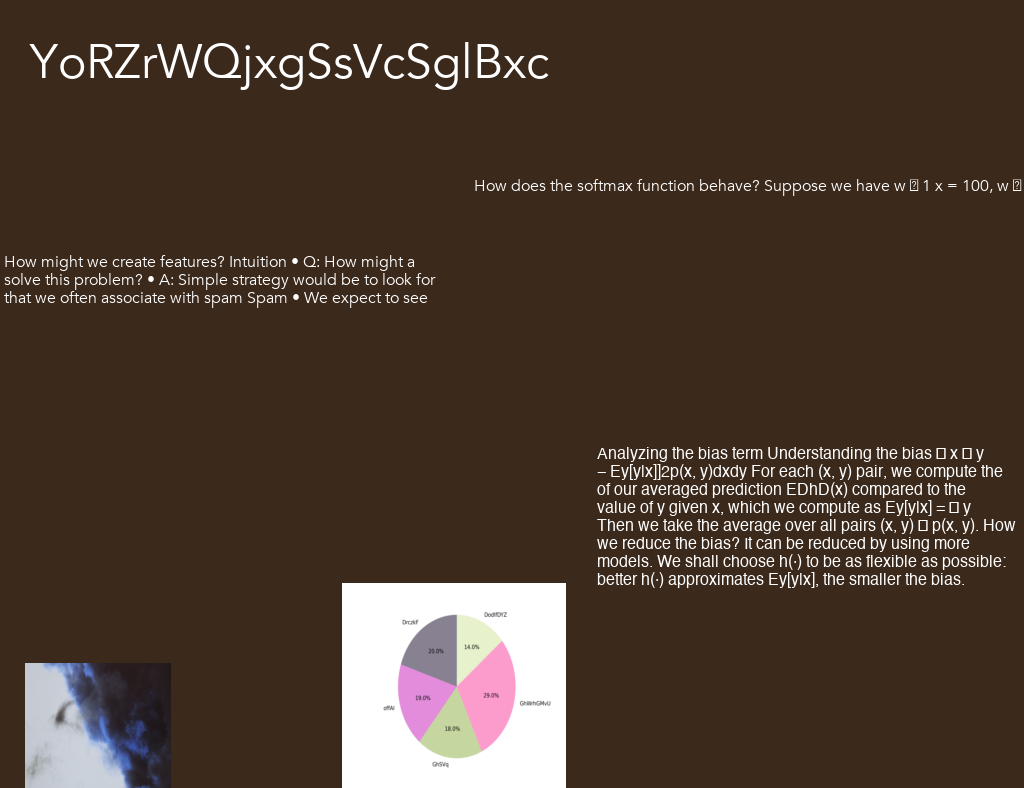 YoRZrWQjxgSsVcSglBxc
How does the softmax function behave? Suppose we have w ⍰ 1 x = 100, w ⍰
How might we create features? Intuition • Q: How might a
solve this problem? • A: Simple strategy would be to look for
that we often associate with spam Spam • We expect to see
Analyzing the bias term Understanding the bias □ x □ y
– Ey[y|x]]2p(x, y)dxdy For each (x, y) pair, we compute the
of our averaged prediction EDhD(x) compared to the
value of y given x, which we compute as Ey[y|x] = □ y
Then we take the average over all pairs (x, y) □ p(x, y). How
we reduce the bias? It can be reduced by using more
models. We shall choose h(·) to be as flexible as possible:
better h(·) approximates Ey[y|x], the smaller the bias.
DodIfDYZ
Drczkf
20.0%
14.0%
19.0%
29.0%
offAI
GhWrhGMvU
18.0%
GhSVq